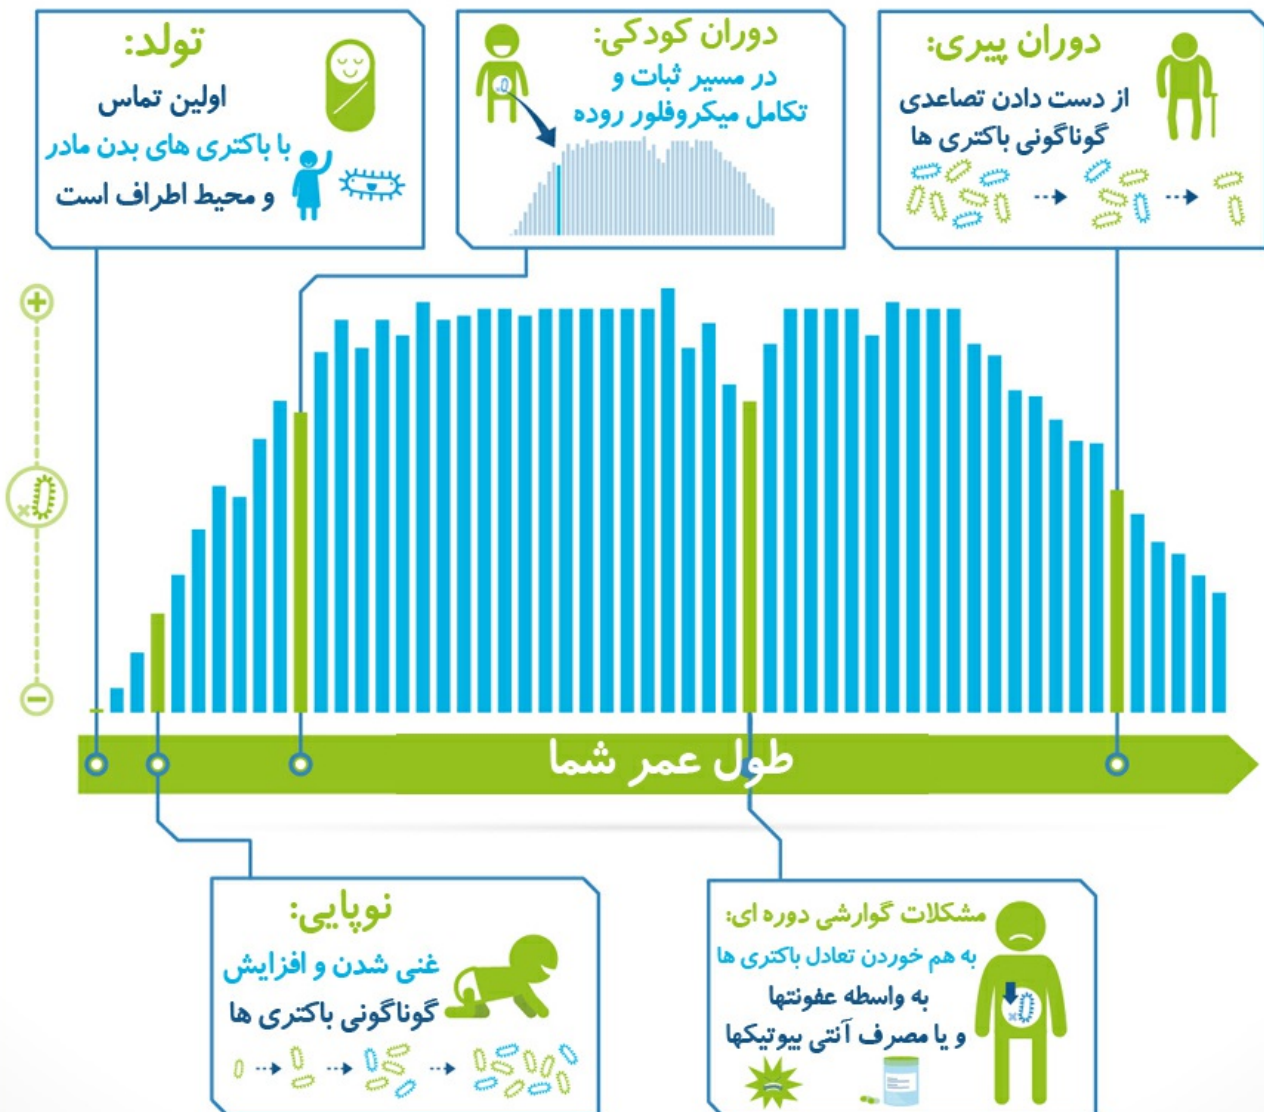 تولد:
اولین تماس
با باکتری های بدن مادر
و محیط اطراف است
دوران کودکی:
در مسیر ثبات و
تکامل میکروفلور روده
دوران پیری:
از دست دادن تصاعدی
گوناگونی باکتری ها
طول عمر شما
نوپایی:
غنی شدن و افزایش
گوناگونی باکتری ها
مشکلات گوارشی دوره ای:
به هم خوردن تعادل باکتری ها
به واسطه عفونتها
و یا مصرف آنتی بیوتیکها